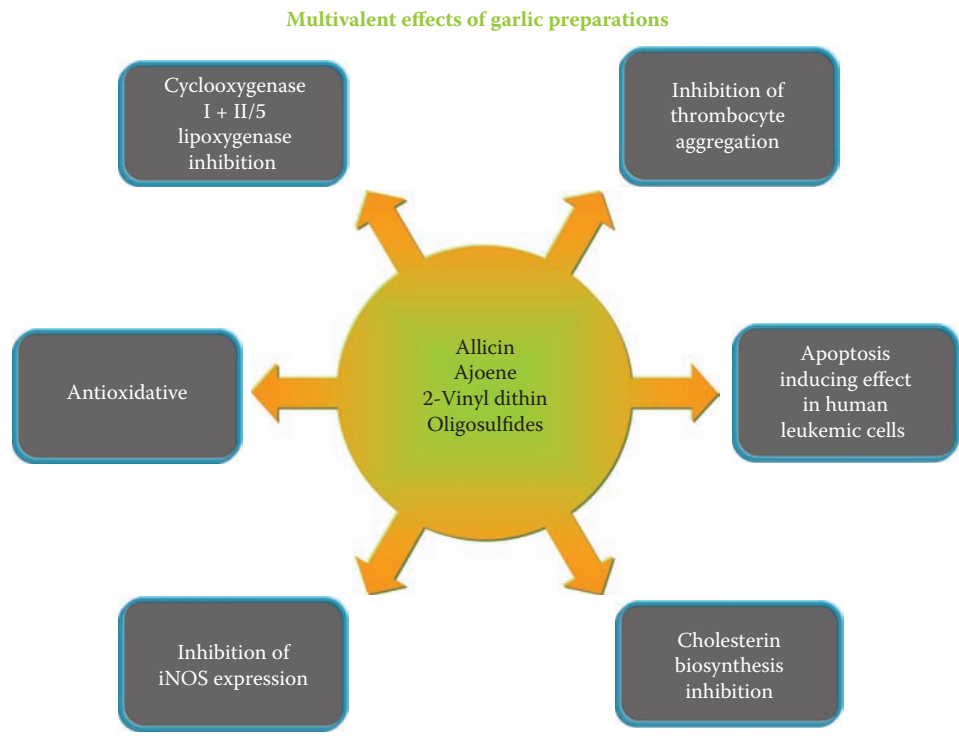 Multivalent effects of garlic preparations
Cyclooxygenase
I + II/5
lipoxygenase
inhibition
Inhibition of
thrombocyte
aggregation
Antioxidative
Allicin
Ajoene
2-Vinyl dithin
Oligosulfides
Apoptosis
inducing effect
in human
leukemic cells
Inhibition of
iNOS expression
Cholesterin
biosynthesis
inhibition